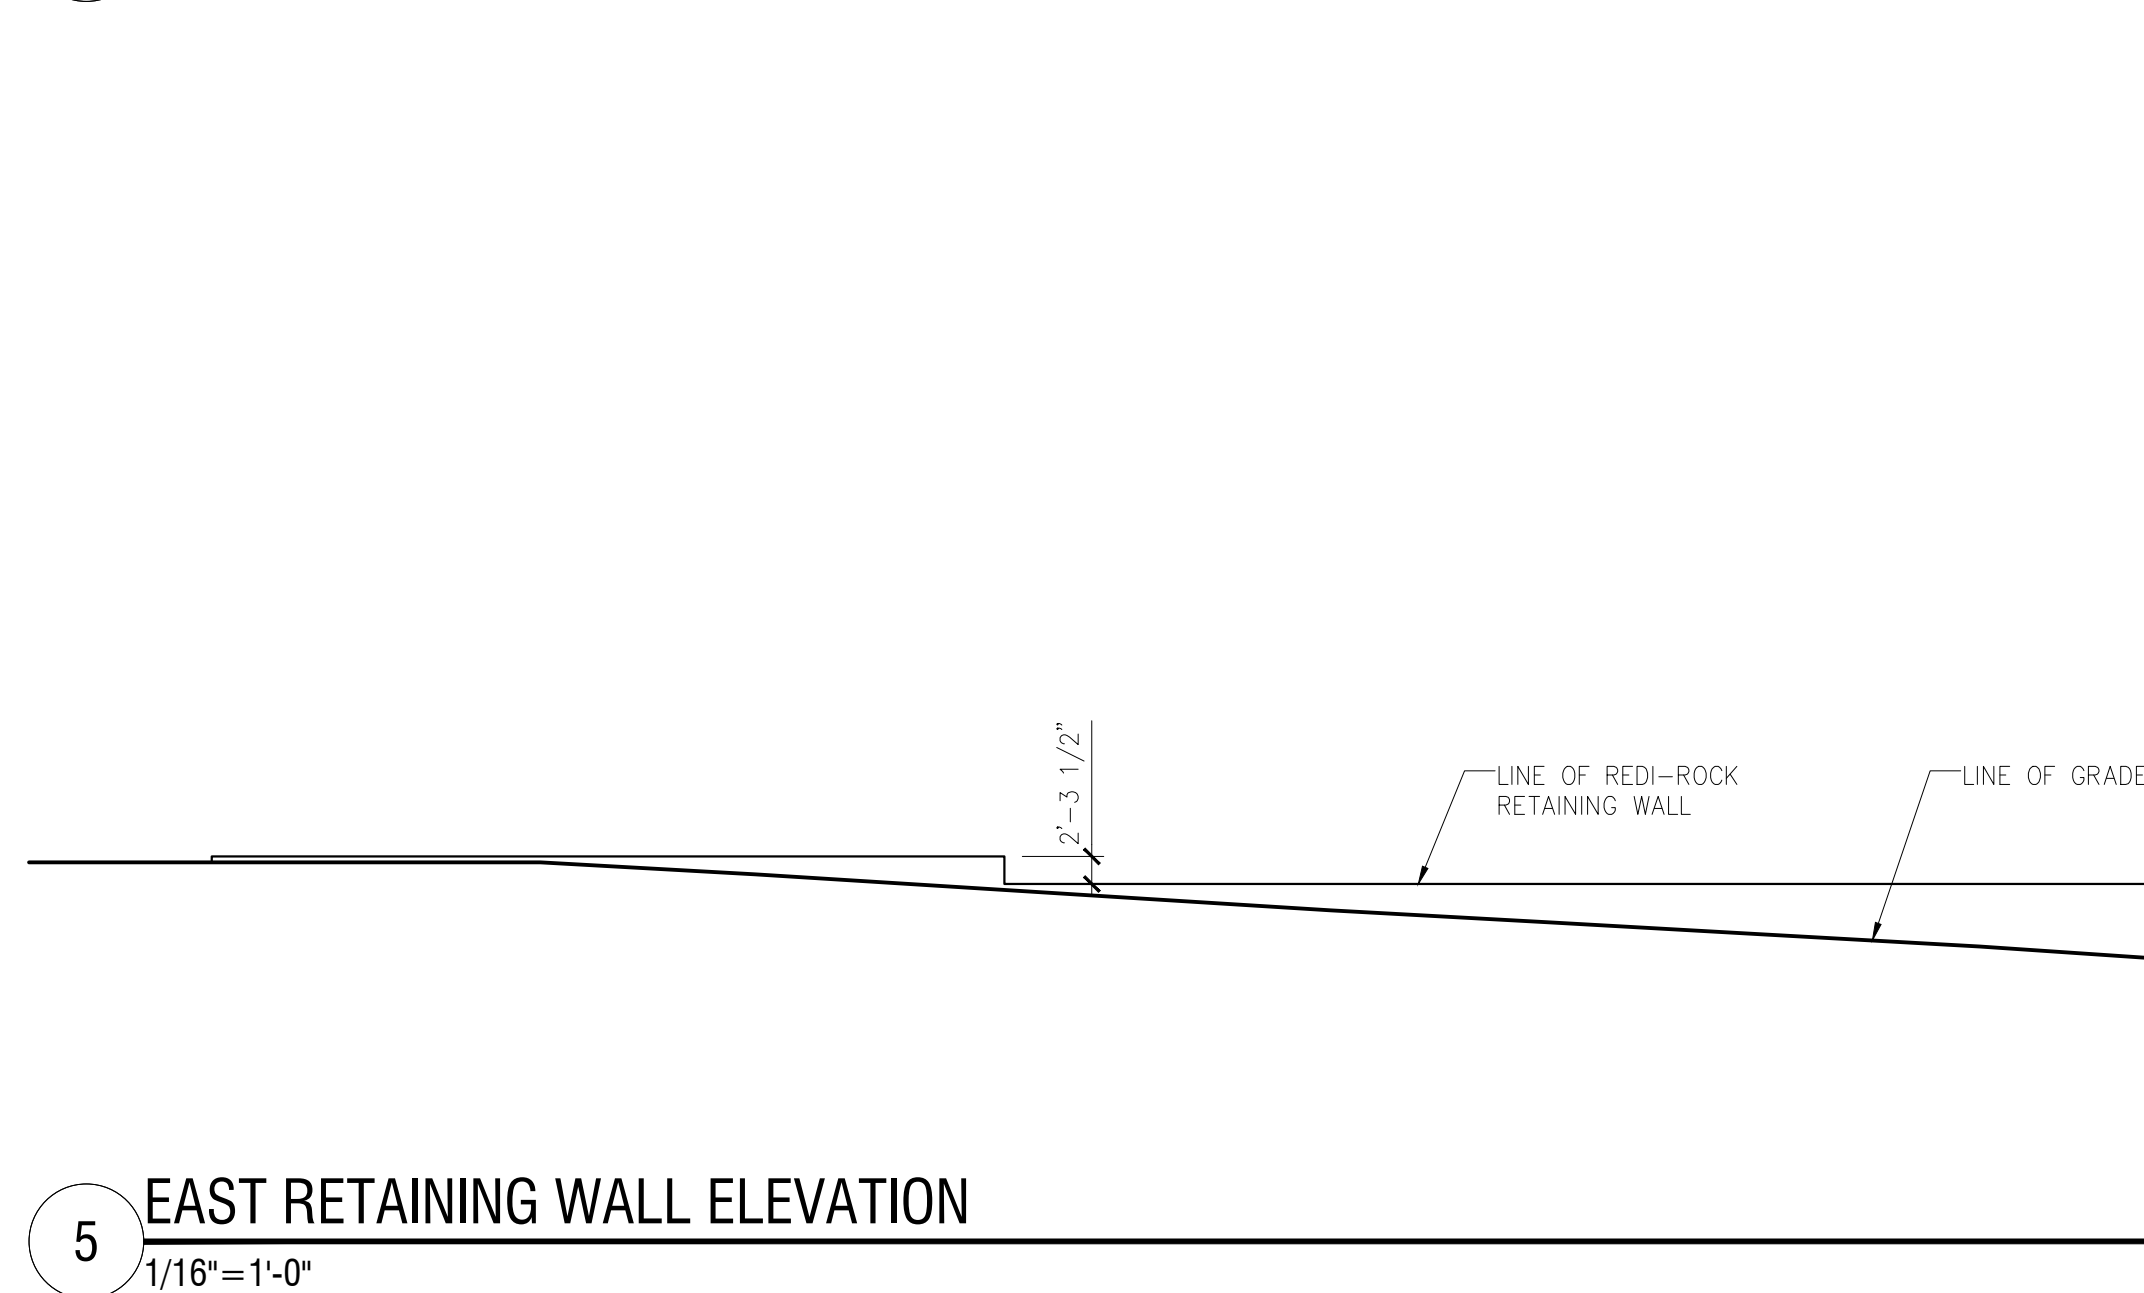 2'-3 1/2"
LINE OF REDI-ROCK
RETAINING WALL
LINE OF GRADE
5
EAST RETAINING WALL ELEVATION
1/16"=1'-0"